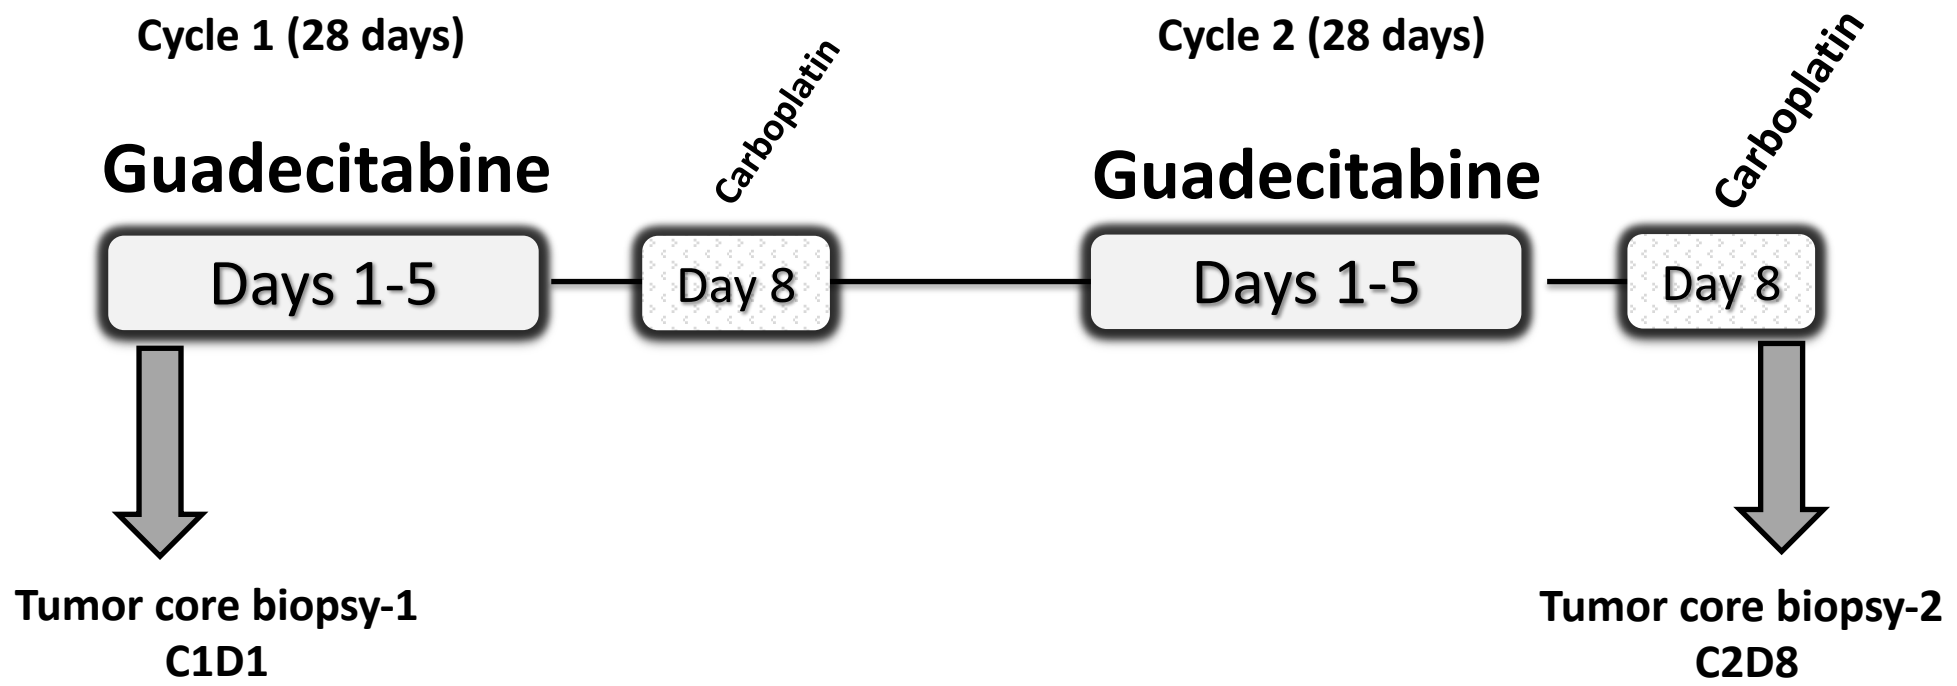 Cycle 1 (28 days)
Cycle 2 (28 days)
Carboplatin
Carboplatin
Guadecitabine
Guadecitabine
Days 1-5
Day 8
Days 1-5
Day 8
Tumor core biopsy-1
C1D1
Tumor core biopsy-2
C2D8